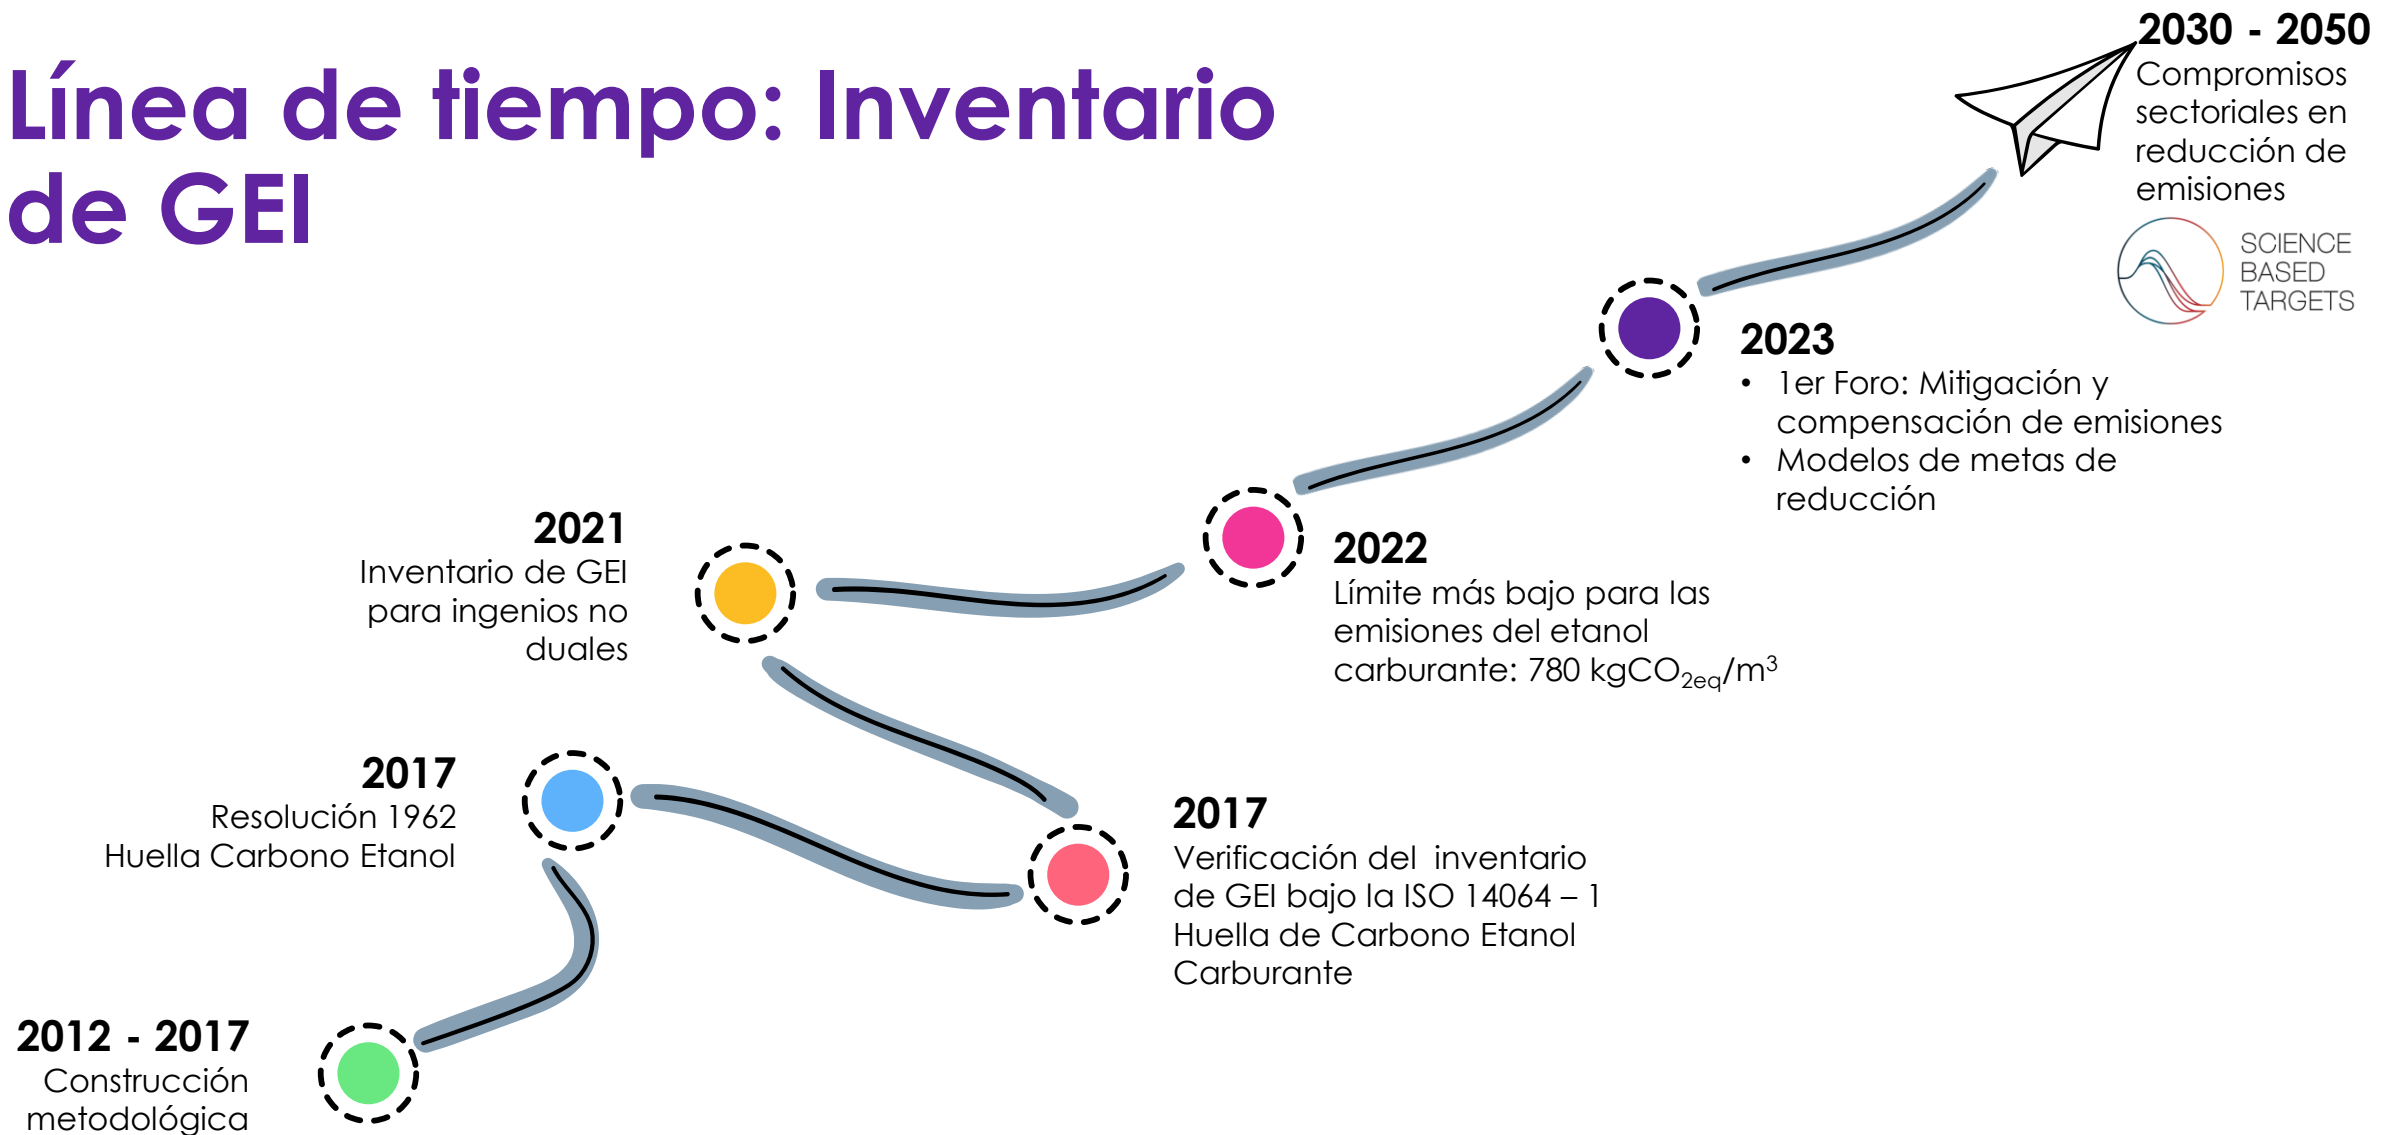 Línea de tiempo: Inventario
de GEI
2030 - 2050
Compromisos
sectoriales en
reducción de
emisiones
SCIENCE
BASED
TARGETS
2023
• 1er Foro: Mitigación y
compensación de emisiones
• Modelos de metas de
reducción
2021
Inventario de GEI
para ingenios no
duales
2022
Límite más bajo para las
emisiones del etanol
carburante: 780 kgCO₂eq/m³
2017
Resolución 1962
Huella Carbono Etanol
2017
Verificación del inventario
de GEI bajo la ISO 14064 – 1
Huella de Carbono Etanol
Carburante
2012 - 2017
Construcción
metodológica